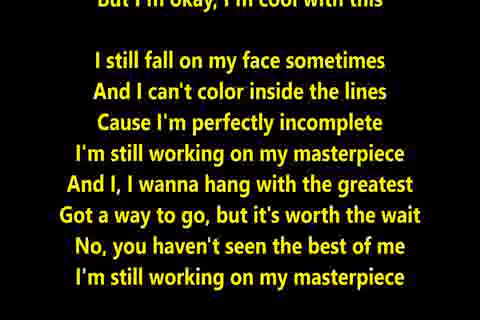 But I'm okay, I'm cool with this
I still fall on my face sometimes
And I can't color inside the lines
Cause I'm perfectly incomplete
I'm still working on my masterpiece
And I, I wanna hang with the greatest
Got a way to go, but it's worth the wait
No, you haven't seen the best of me
I'm still working on my masterpiece